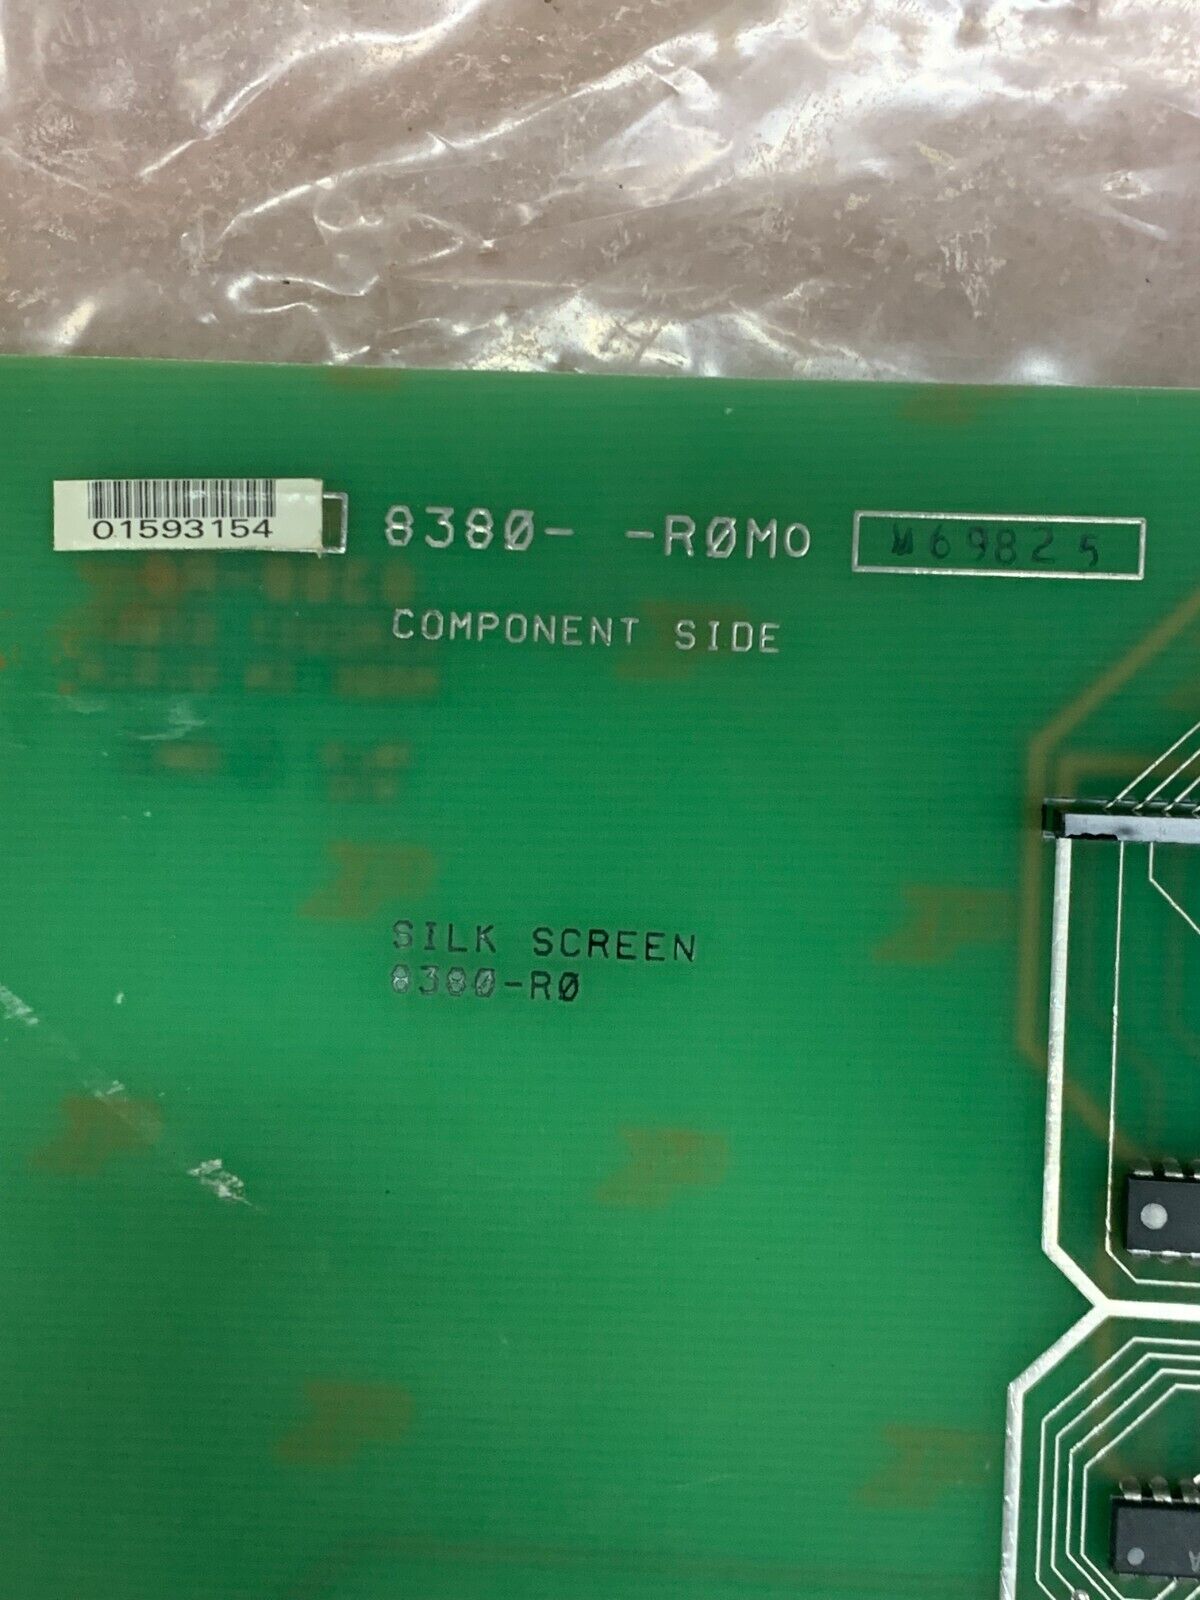 01593154
8380-  -RØMO
M69825
COMPONENT SIDE
SILK SCREEN
8380-RØ